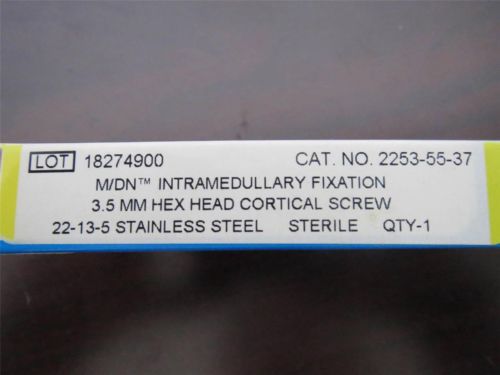 LOT 18274900 CAT. NO. 2253-55-37
M/DN™ INTRAMEDULLARY FIXATION
3.5 MM HEX HEAD CORTICAL SCREW
22-13-5 STAINLESS STEEL STERILE QTY-1